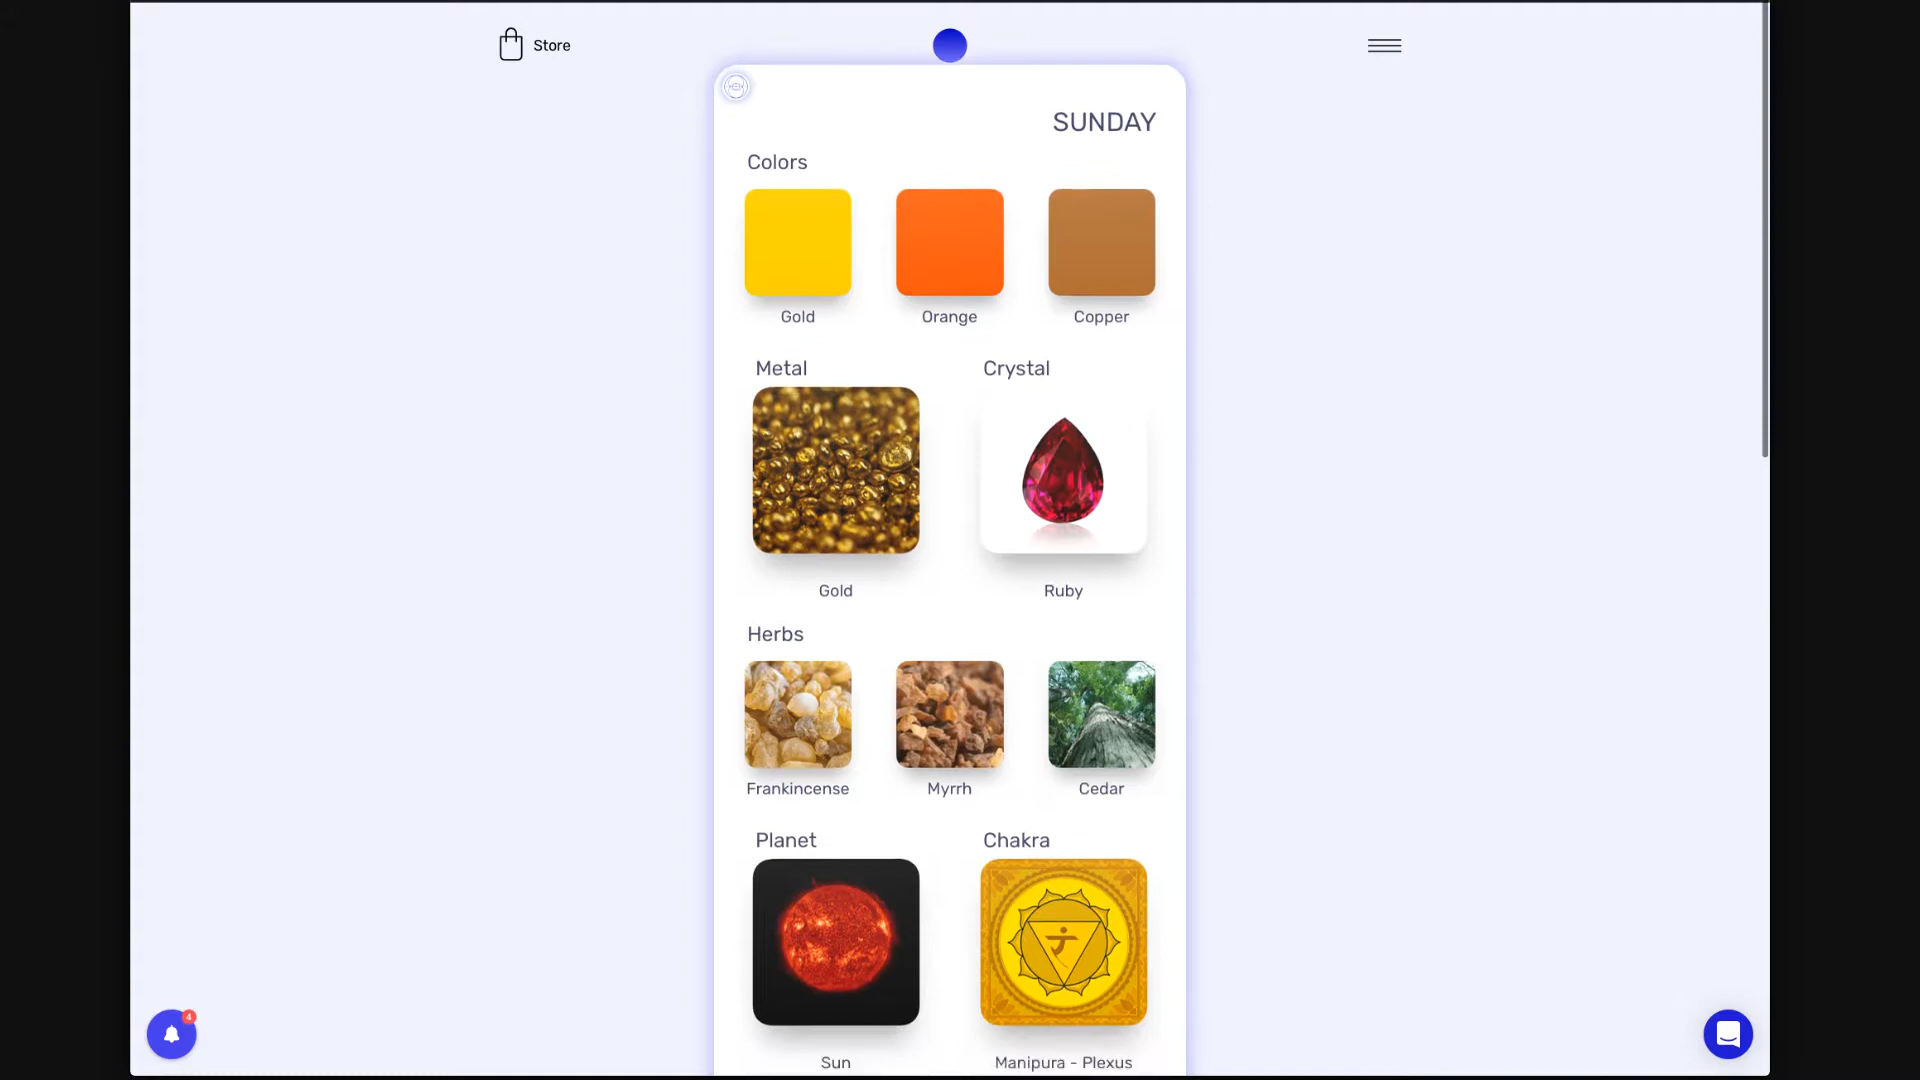 Store
SUNDAY
Colors
Gold
Orange
Copper
Metal
Crystal
Gold
Ruby
Herbs
Frankincense
Myrrh
Cedar
Planet
Chakra
Sun
Manipura - Plexus
4